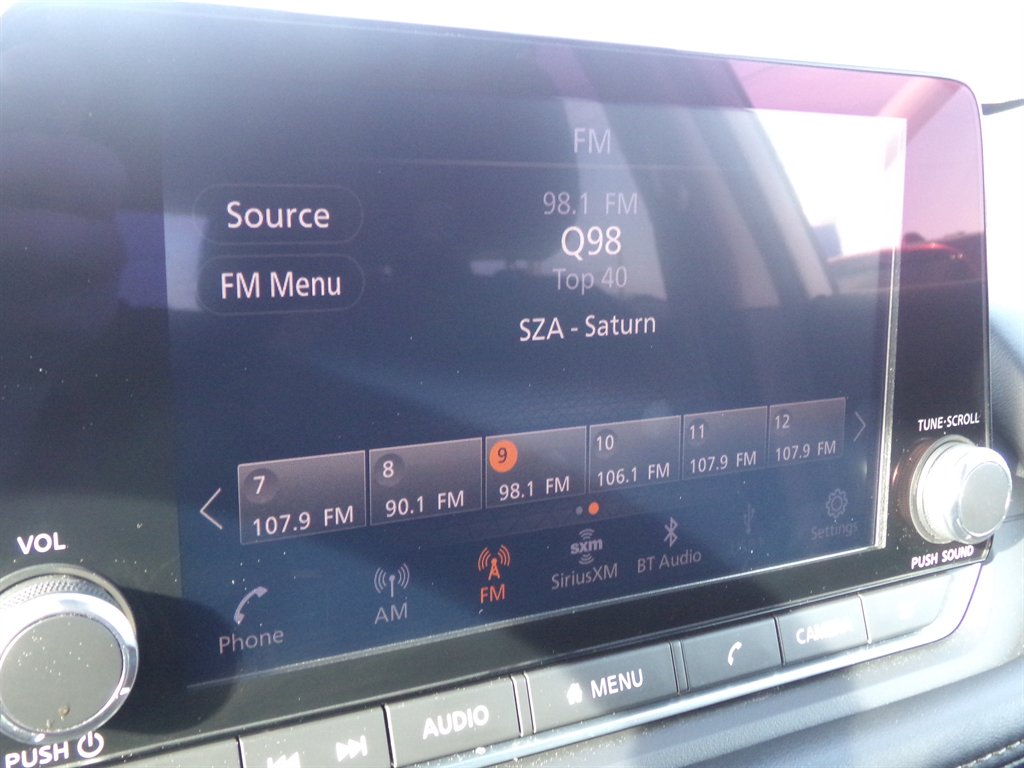 FM
Source
98.1 FM
Q98
FM Menu
Top 40
SZA - Saturn
7
107.9 FM
8
90.1 FM
9
98.1 FM
10
106.1 FM
11
107.9 FM
12
107.9 FM
TUNE·SCROLL
PUSH SOUND
VOL
PUSH
Phone
AM
FM
sxm
SiriusXM
BT Audio
Settings
AUDIO
MENU
CAMERA